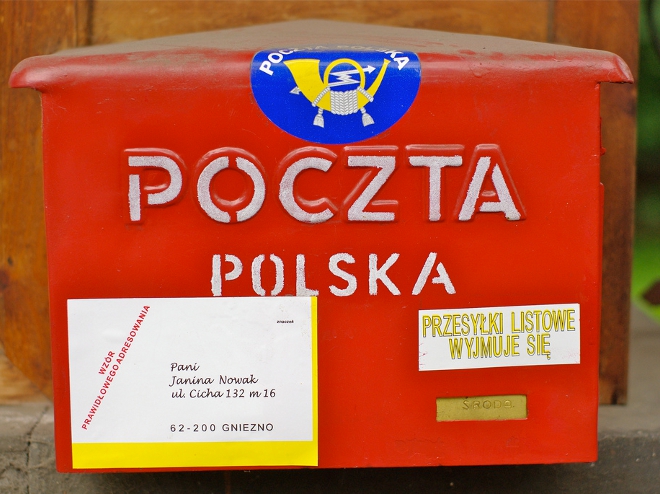 POCZTA POLSKA
POCZTA
POLSKA
WZÓR
PRAWIDŁOWEGO ADRESOWANIA
znaczek
Pani
Janina Nowak
ul. Cicha 132 m 16
62-200 GNIEZNO
PRZESYŁKI LISTOWE
WYJMUJE SIĘ
ŚRODA